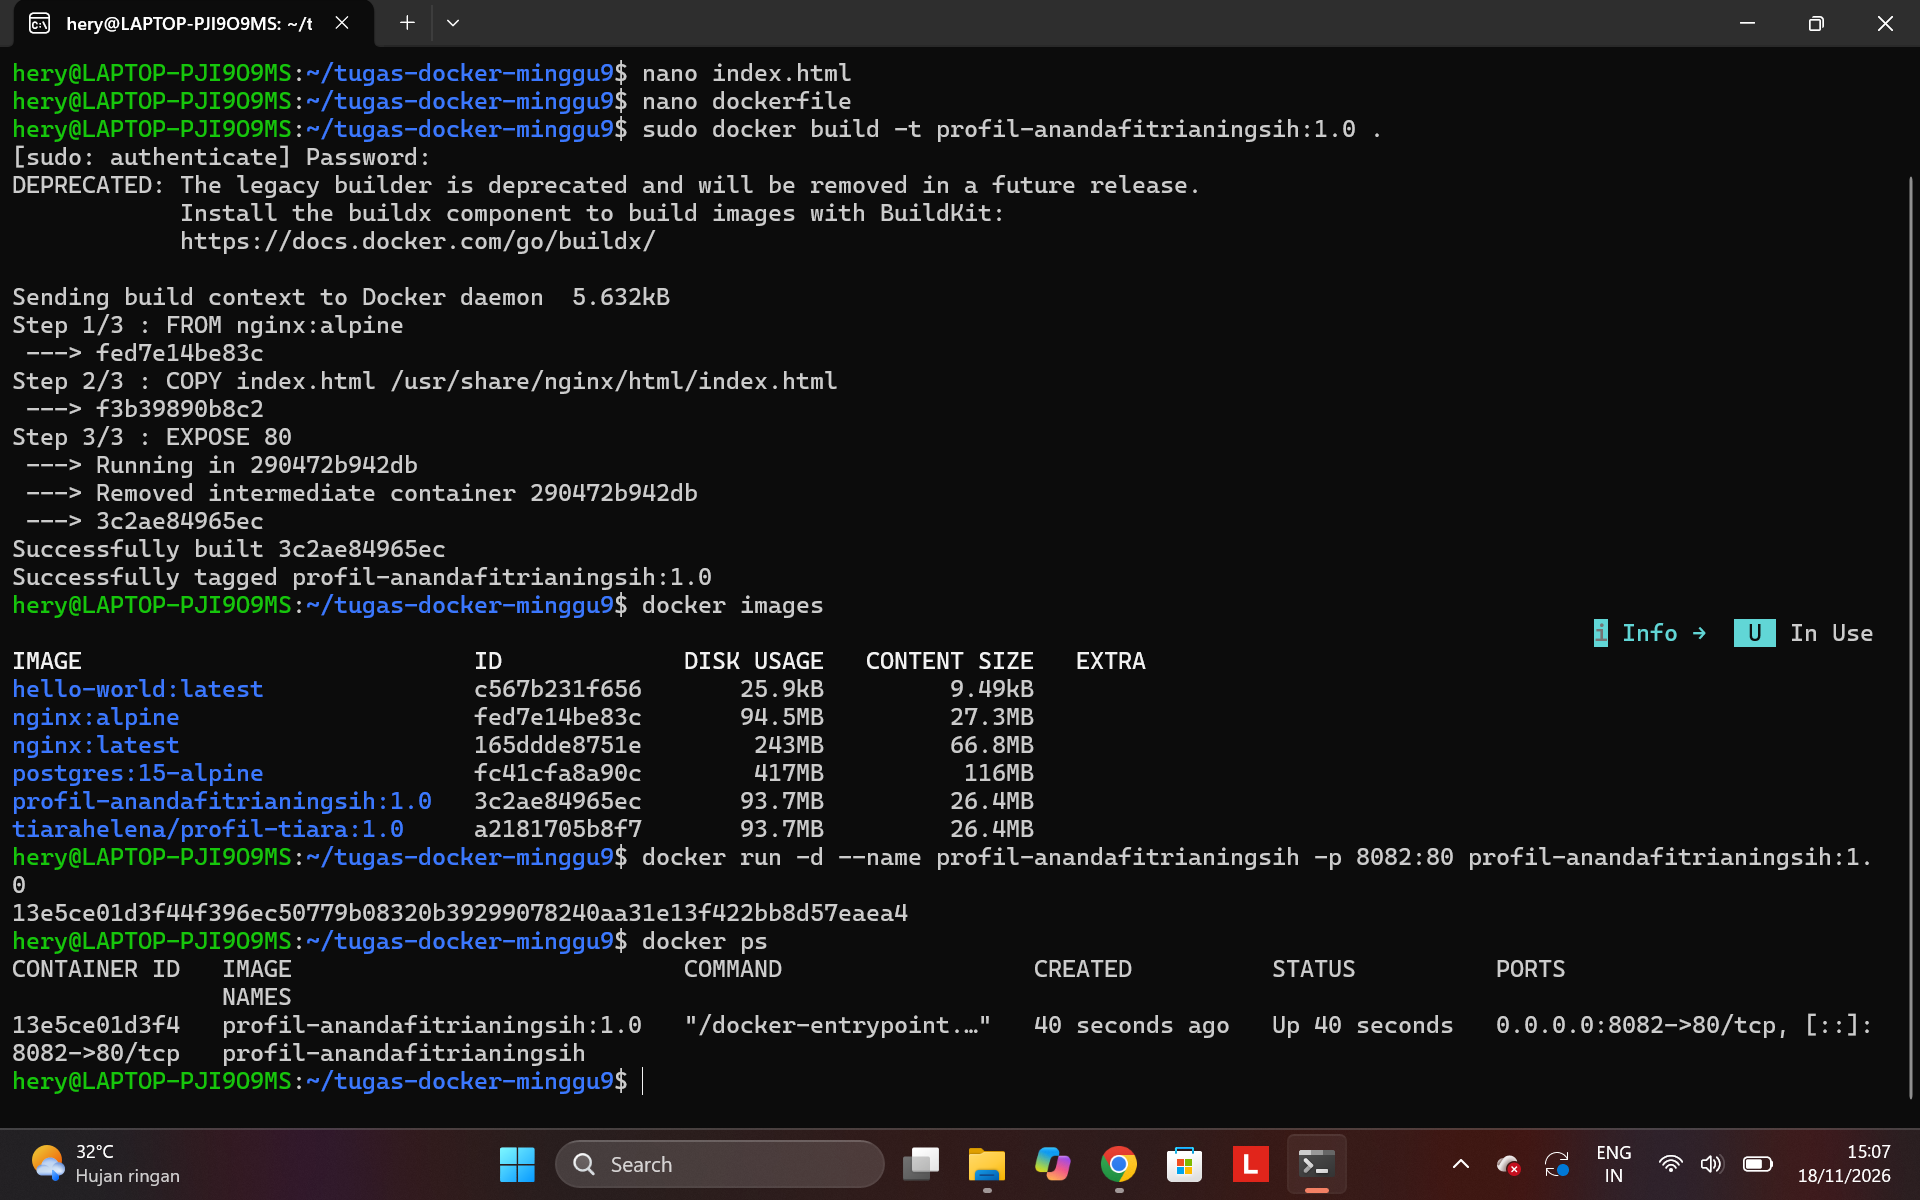 hery@LAPTOP-PJI9O9MS: ~/t
hery@LAPTOP-PJI9O9MS:~/tugas-docker-minggu9$ nano index.html
hery@LAPTOP-PJI9O9MS:~/tugas-docker-minggu9$ nano dockerfile
hery@LAPTOP-PJI9O9MS:~/tugas-docker-minggu9$ sudo docker build -t profil-anandafitrianingsih:1.0 .
[sudo: authenticate] Password:
DEPRECATED: The legacy builder is deprecated and will be removed in a future release.
Install the buildx component to build images with BuildKit:
https://docs.docker.com/go/buildx/
Sending build context to Docker daemon  5.632kB
Step 1/3 : FROM nginx:alpine
---> fed7e14be83c
Step 2/3 : COPY index.html /usr/share/nginx/html/index.html
---> f3b39890b8c2
Step 3/3 : EXPOSE 80
---> Running in 290472b942db
---> Removed intermediate container 290472b942db
---> 3c2ae84965ec
Successfully built 3c2ae84965ec
Successfully tagged profil-anandafitrianingsih:1.0
hery@LAPTOP-PJI9O9MS:~/tugas-docker-minggu9$ docker images
i Info → U In Use
IMAGE ID DISK USAGE CONTENT SIZE EXTRA
hello-world:latest c567b231f656 25.9kB 9.49kB
nginx:alpine fed7e14be83c 94.5MB 27.3MB
nginx:latest 165ddde8751e 243MB 66.8MB
postgres:15-alpine fc41cfa8a90c 417MB 116MB
profil-anandafitrianingsih:1.0 3c2ae84965ec 93.7MB 26.4MB
tiarahelena/profil-tiara:1.0 a2181705b8f7 93.7MB 26.4MB
hery@LAPTOP-PJI9O9MS:~/tugas-docker-minggu9$ docker run -d --name profil-anandafitrianingsih -p 8082:80 profil-anandafitrianingsih:1.
0
13e5ce01d3f44f396ec50779b08320b39299078240aa31e13f422bb8d57eaea4
hery@LAPTOP-PJI9O9MS:~/tugas-docker-minggu9$ docker ps
CONTAINER ID IMAGE COMMAND CREATED STATUS PORTS
NAMES
13e5ce01d3f4 profil-anandafitrianingsih:1.0 "/docker-entrypoint.…" 40 seconds ago Up 40 seconds 0.0.0.0:8082->80/tcp, [::]:
8082->80/tcp profil-anandafitrianingsih
hery@LAPTOP-PJI9O9MS:~/tugas-docker-minggu9$
32°C
Hujan ringan
Search
L
ENG
IN
15:07
18/11/2026